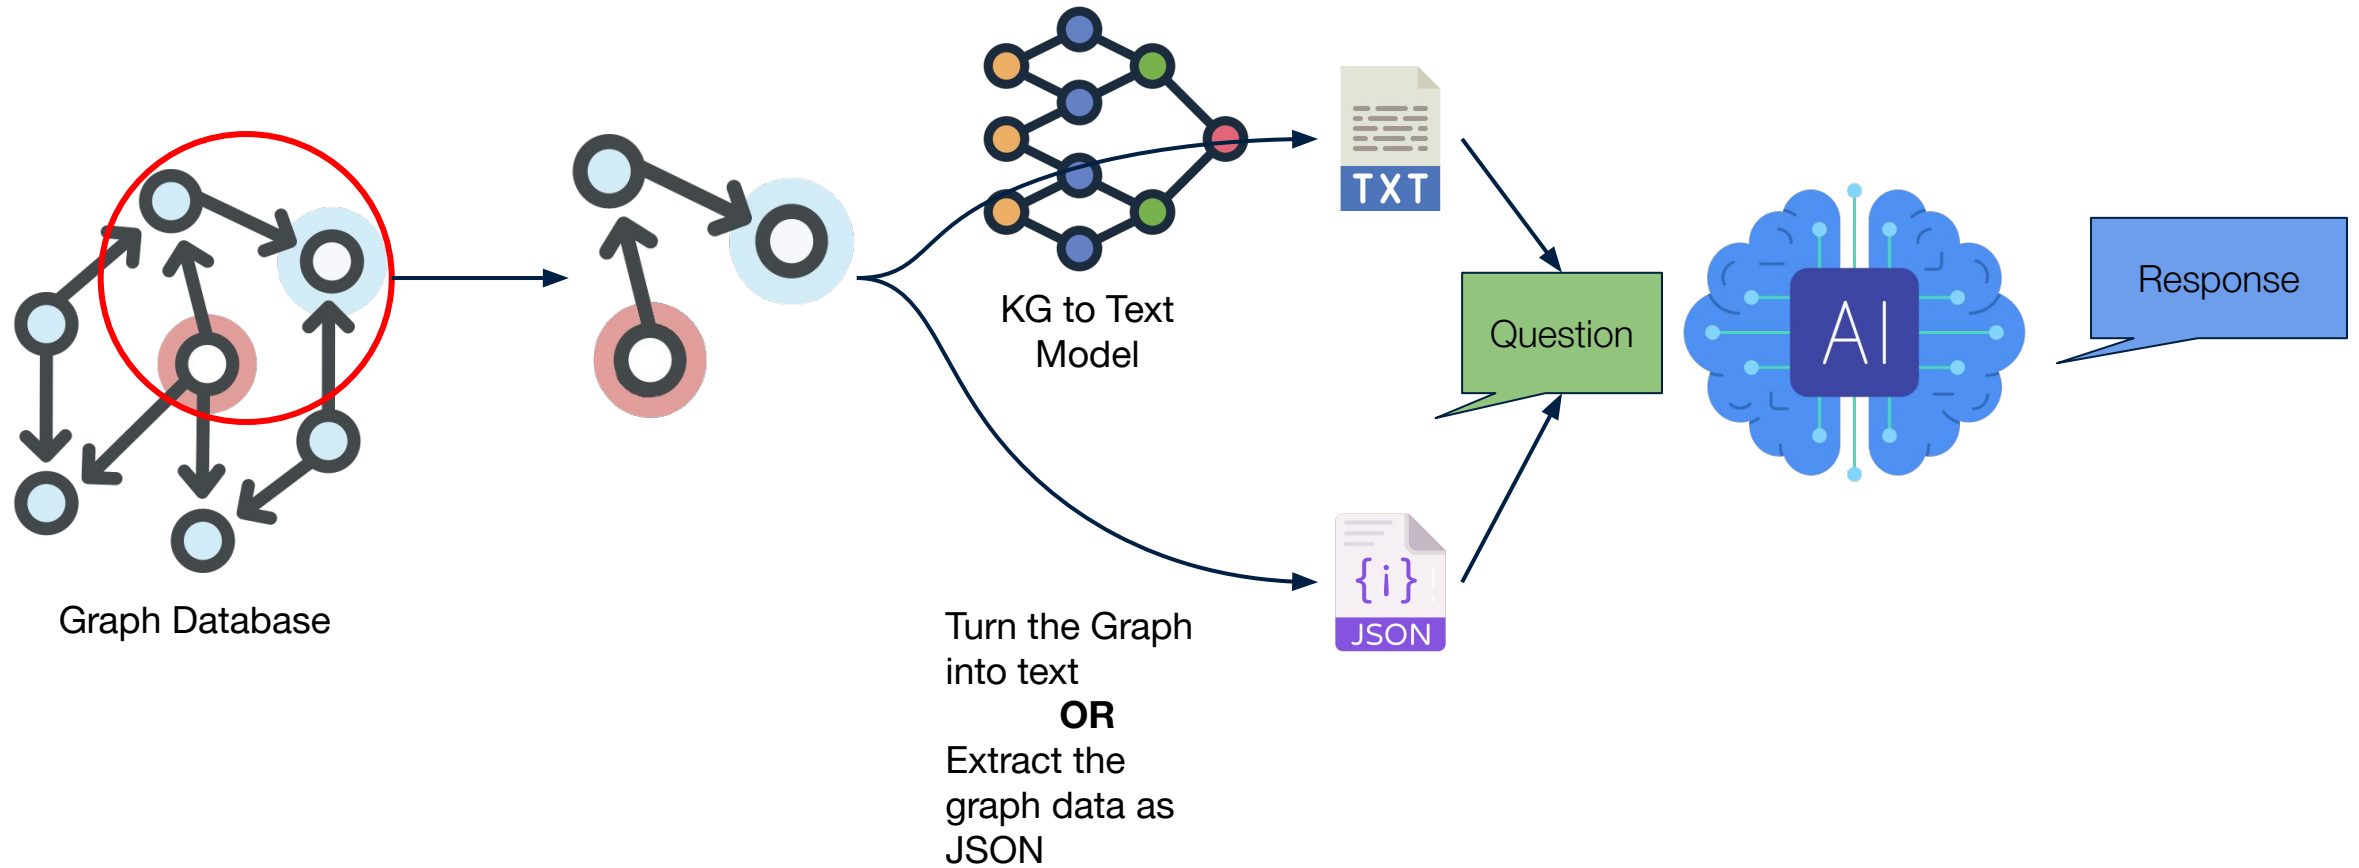 Graph Database
KG to Text
Model
Turn the Graph
into text
OR
Extract the
graph data as
JSON
TXT
{i}
JSON
Question
AI
Response